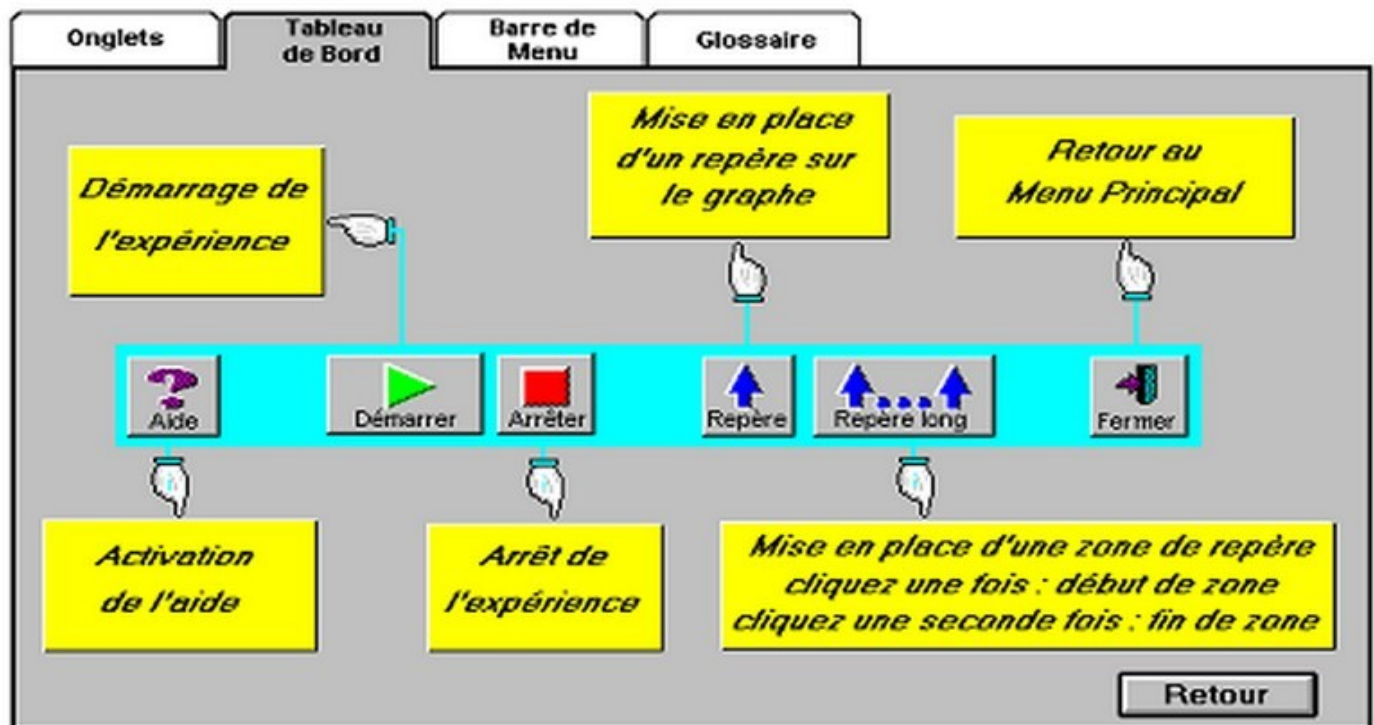 Onglets
Tableau
de Bord
Barre de
Menu
Glossaire
Démarrage de
l'expérience
Mise en place
d'un repère sur
le graphe
Retour au
Menu Principal
Aide
Démarrer
Arrêter
Repère
Repère long
Fermer
Activation
de l'aide
Arrêt de
l'expérience
Mise en place d'une zone de repère
cliquez une fois : début de zone
cliquez une seconde fois : fin de zone
Retour